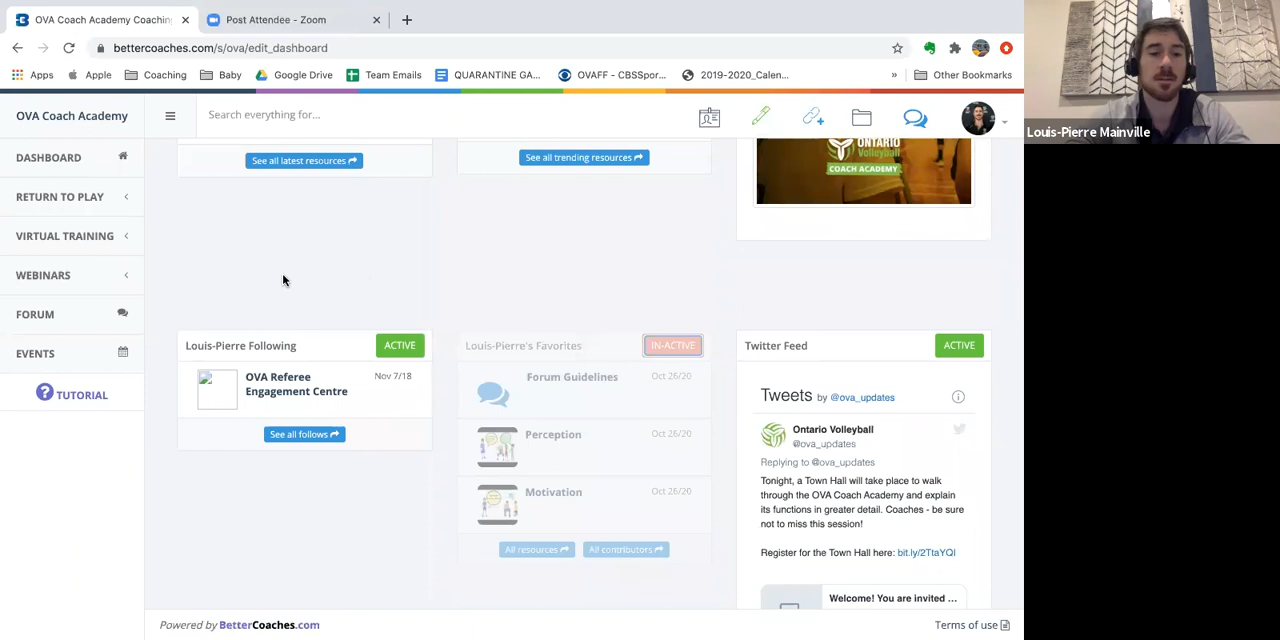 OVA Coach Academy Coaching
Post Attendee - Zoom
bettercoaches.com/s/ova/edit_dashboard
Apps
Apple
Coaching
Baby
Google Drive
Team Emails
QUARANTINE GA...
OVAFF - CBSSpor...
2019-2020_Calen...
»
Other Bookmarks
OVA Coach Academy
Search everything for...
DASHBOARD
RETURN TO PLAY
VIRTUAL TRAINING
WEBINARS
FORUM
EVENTS
? TUTORIAL
See all latest resources
See all trending resources
ONTARIO
Volleyball
COACH ACADEMY
Louis-Pierre Following
ACTIVE
OVA Referee
Engagement Centre
Nov 7/18
See all follows
Louis-Pierre's Favorites
IN-ACTIVE
Forum Guidelines
Oct 26/20
Perception
Oct 26/20
Motivation
Oct 26/20
All resources
All contributors
Twitter Feed
ACTIVE
Tweets by @ova_updates
Ontario Volleyball
@ova_updates
Replying to @ova_updates
Tonight, a Town Hall will take place to walk
through the OVA Coach Academy and explain
its functions in greater detail. Coaches - be sure
not to miss this session!
Register for the Town Hall here: bit.ly/2TtaYQl
Welcome! You are invited ...
Powered by BetterCoaches.com
Terms of use
Louis-Pierre Mainville